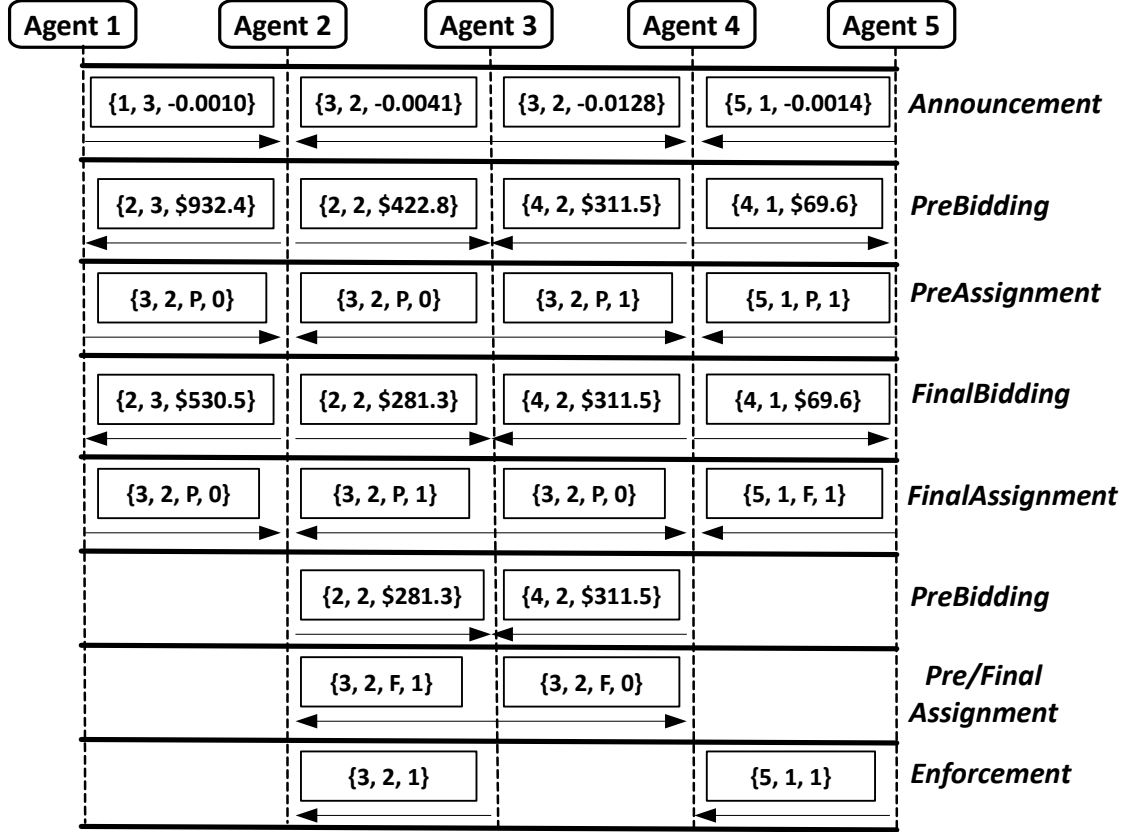 Agent 1 Agent 2 Agent 3 Agent 4 Agent 5
{1, 3, -0.0010} {3, 2, -0.0041} {3, 2, -0.0128} {5, 1, -0.0014} Announcement
{2, 3, $932.4} {2, 2, $422.8} {4, 2, $311.5} {4, 1, $69.6} PreBidding
{3, 2, P, 0} {3, 2, P, 0} {3, 2, P, 1} {5, 1, P, 1} PreAssignment
{2, 3, $530.5} {2, 2, $281.3} {4, 2, $311.5} {4, 1, $69.6} FinalBidding
{3, 2, P, 0} {3, 2, P, 1} {3, 2, P, 0} {5, 1, F, 1} FinalAssignment
{2, 2, $281.3} {4, 2, $311.5} PreBidding
{3, 2, F, 1} {3, 2, F, 0} Pre/Final
Assignment
{3, 2, 1} {5, 1, 1} Enforcement